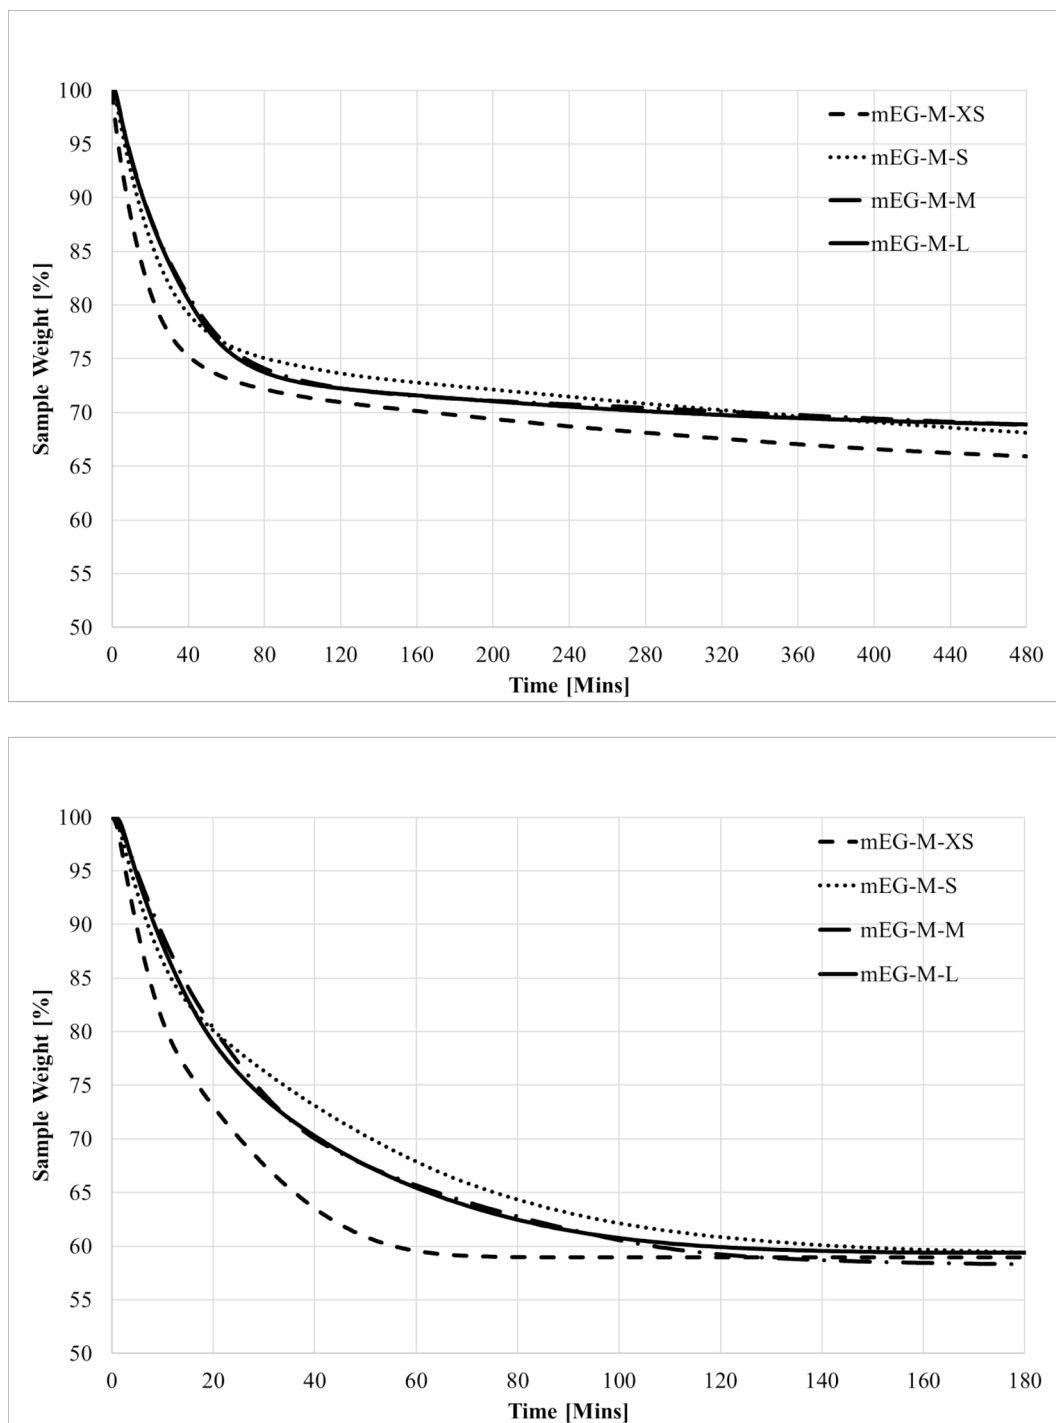 100
95
90
85
80
75
70
65
60
55
50
Sample Weight [%]
mEG-M-XS
mEG-M-S
mEG-M-M
mEG-M-L
0 40 80 120 160 200 240 280 320 360 400 440 480
Time [Mins]
100
95
90
85
80
75
70
65
60
55
50
Sample Weight [%]
mEG-M-XS
mEG-M-S
mEG-M-M
mEG-M-L
0 20 40 60 80 100 120 140 160 180
Time [Mins]